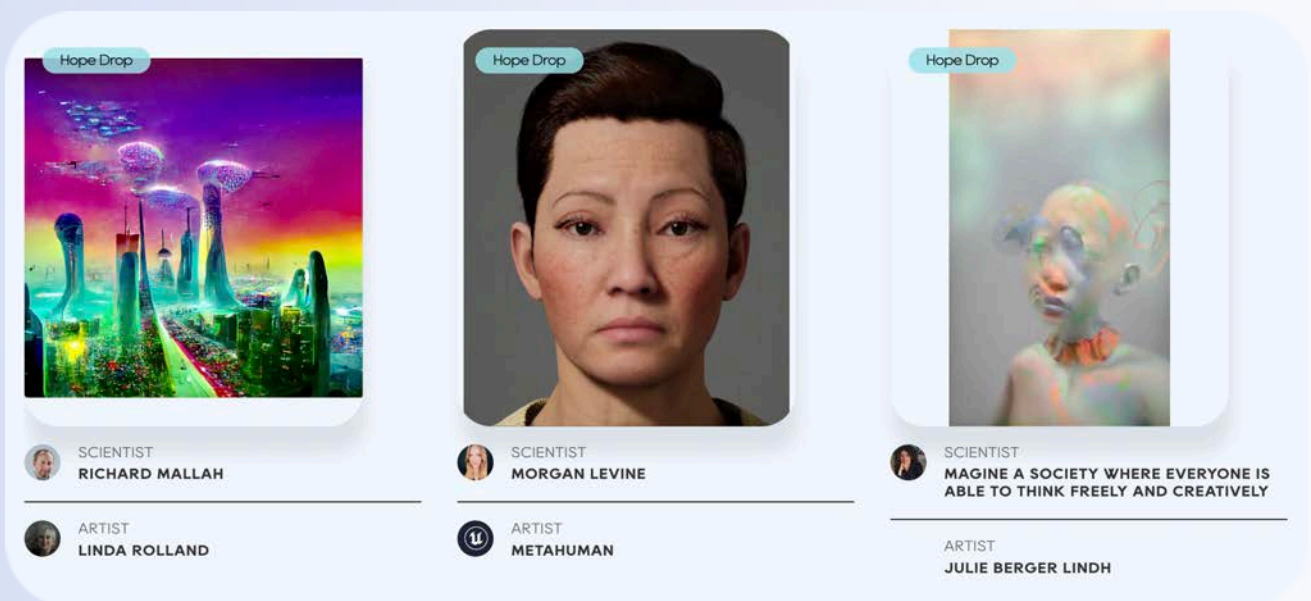 Hope Drop
SCIENTIST
RICHARD MALLAH
ARTIST
LINDA ROLLAND
Hope Drop
SCIENTIST
MORGAN LEVINE
ARTIST
METAHUMAN
Hope Drop
SCIENTIST
MAGINE A SOCIETY WHERE EVERYONE IS
ABLE TO THINK FREELY AND CREATIVELY
ARTIST
JULIE BERGER LINDH